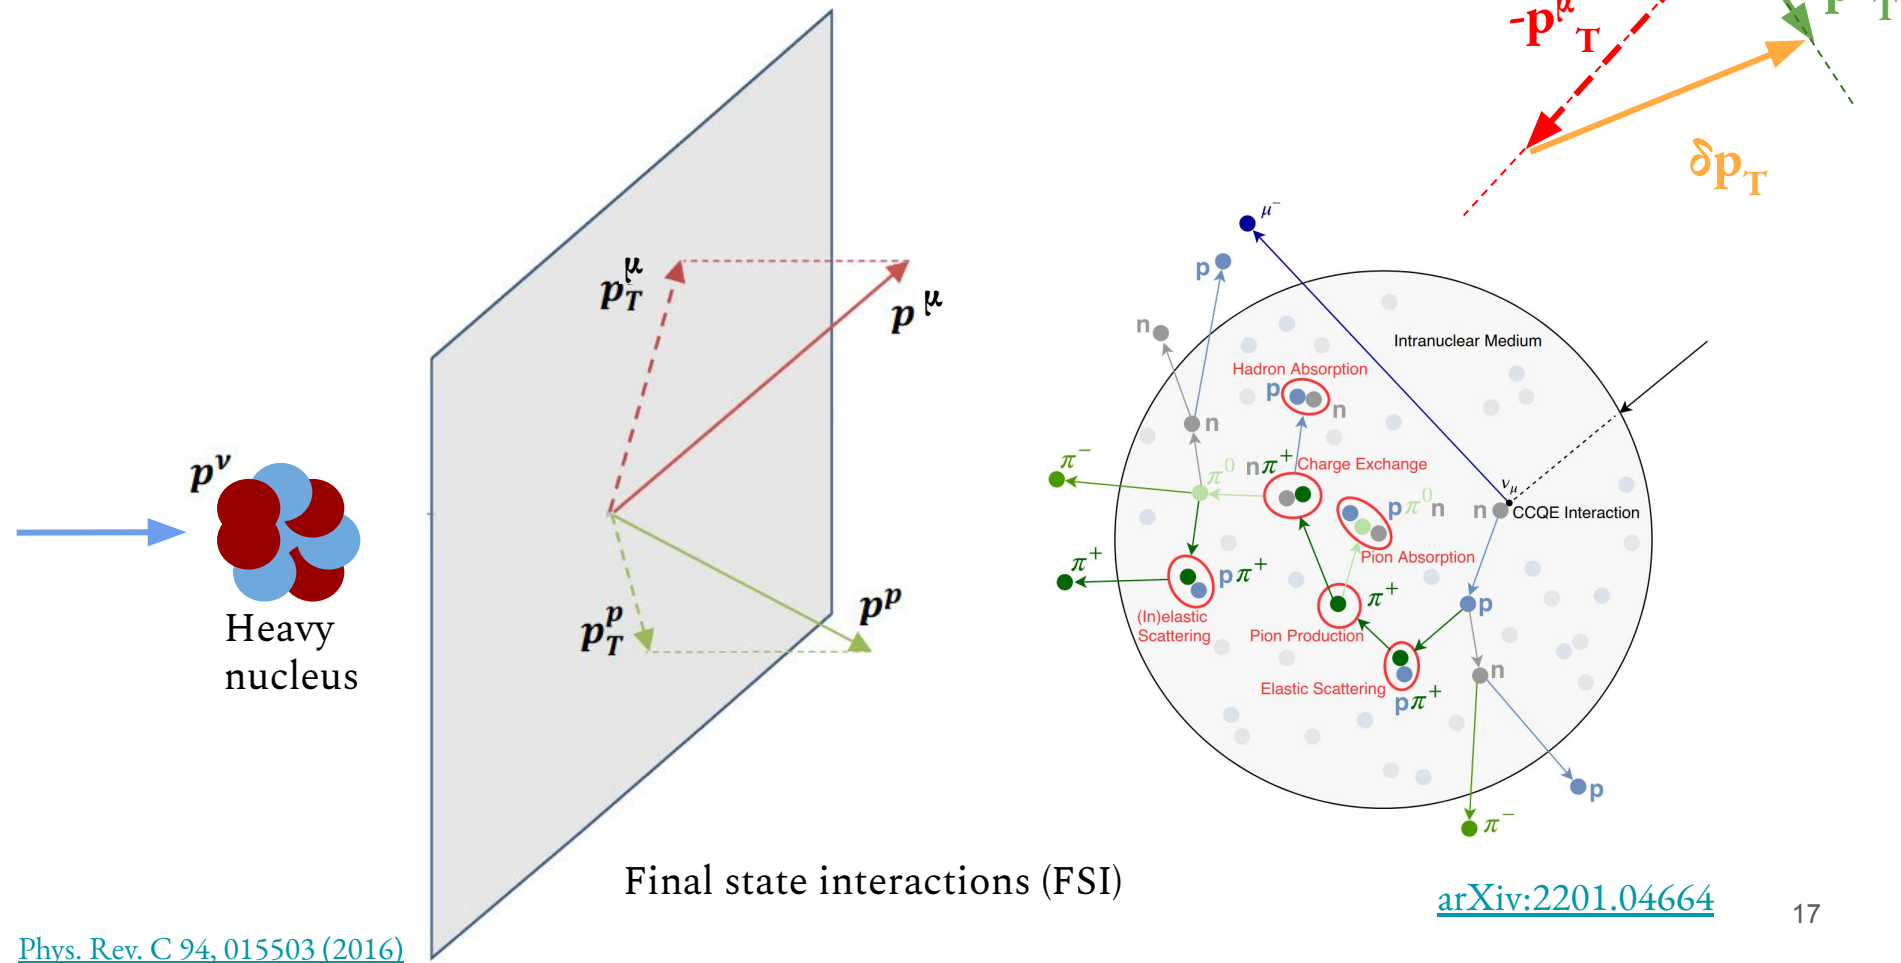 -p^μ_T
p_T
δp_T
p_T^μ
p^μ
p^ν
Heavy
nucleus
p_T^p
p^p
μ⁻
p
n
Intranuclear Medium
Hadron Absorption
p
n
n
π⁻
π⁰
nπ⁺
Charge Exchange
pπ⁰n
ν_μ
n
CCQE Interaction
Pion Absorption
π⁺
pπ⁺
π⁺
p
(In)elastic
Scattering
Pion Production
n
Elastic Scattering
pπ⁺
p
π⁻
Final state interactions (FSI)
arXiv:2201.04664
17
Phys. Rev. C 94, 015503 (2016)